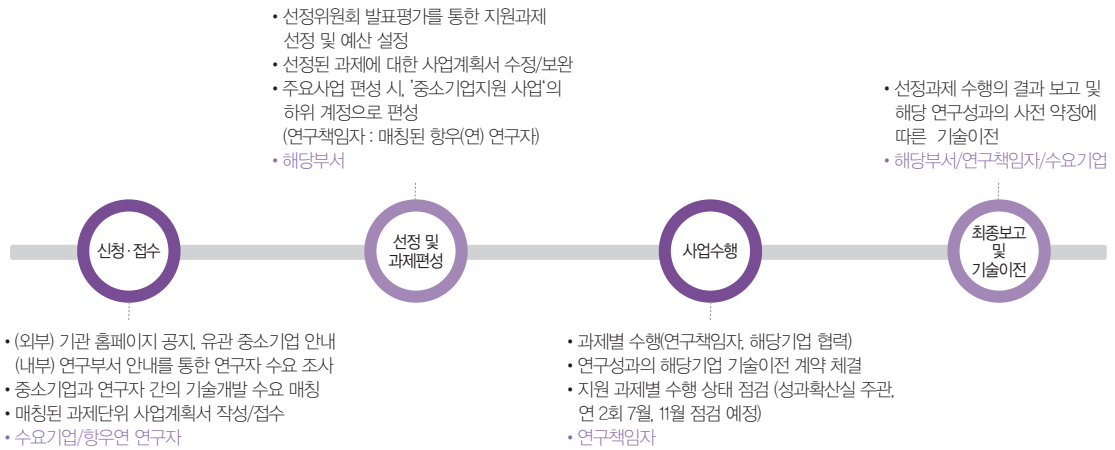 • 선정위원회 발표평가를 통한 지원과제
선정 및 예산 설정
• 선정된 과제에 대한 사업계획서 수정/보완
• 주요사업 편성 시, '중소기업지원 사업'의
하위 계정으로 편성
(연구책임자 : 매칭된 항우(연) 연구자)
• 해당부서
• 선정과제 수행의 결과 보고 및
해당 연구성과의 사전 약정에
따른 기술이전
• 해당부서/연구책임자/수요기업
신청·접수
선정 및
과제편성
사업수행
최종보고
및
기술이전
• (외부) 기관 홈페이지 공지, 유관 중소기업 안내
(내부) 연구부서 안내를 통한 연구자 수요 조사
• 중소기업과 연구자 간의 기술개발 수요 매칭
• 매칭된 과제단위 사업계획서 작성/접수
• 수요기업/항우연 연구자
• 과제별 수행(연구책임자, 해당기업 협력)
• 연구성과의 해당기업 기술이전 계약 체결
• 지원 과제별 수행 상태 점검 (성과확산실 주관,
연 2회 7월, 11월 점검 예정)
• 연구책임자